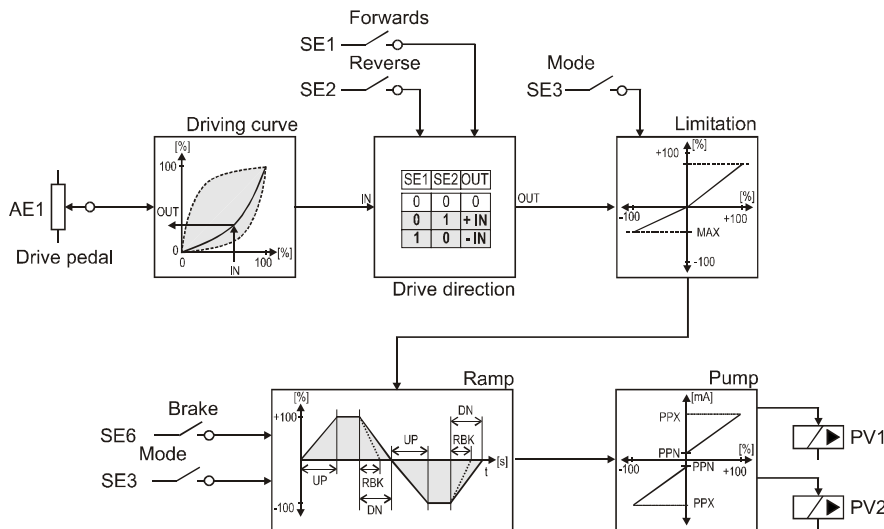 Forwards
SE1
Reverse
SE2
Mode
SE3
Driving curve
Limitation
[%]
100
OUT
0
0
IN
100
[%]
AE1
Drive pedal
IN
SE1 SE2 OUT
0 0 0
0 1 + IN
1 0 - IN
OUT
Drive direction
[%]
+100
[%]
-100
+100
MAX
-100
Ramp
Pump
Brake
SE6
Mode
SE3
[%]
+100
UP
RBK
DN
UP
DN
RBK
[s]
t
-100
[mA]
PPX
PPN
[%]
-100
PPN
+100
PPX
PV1
PV2